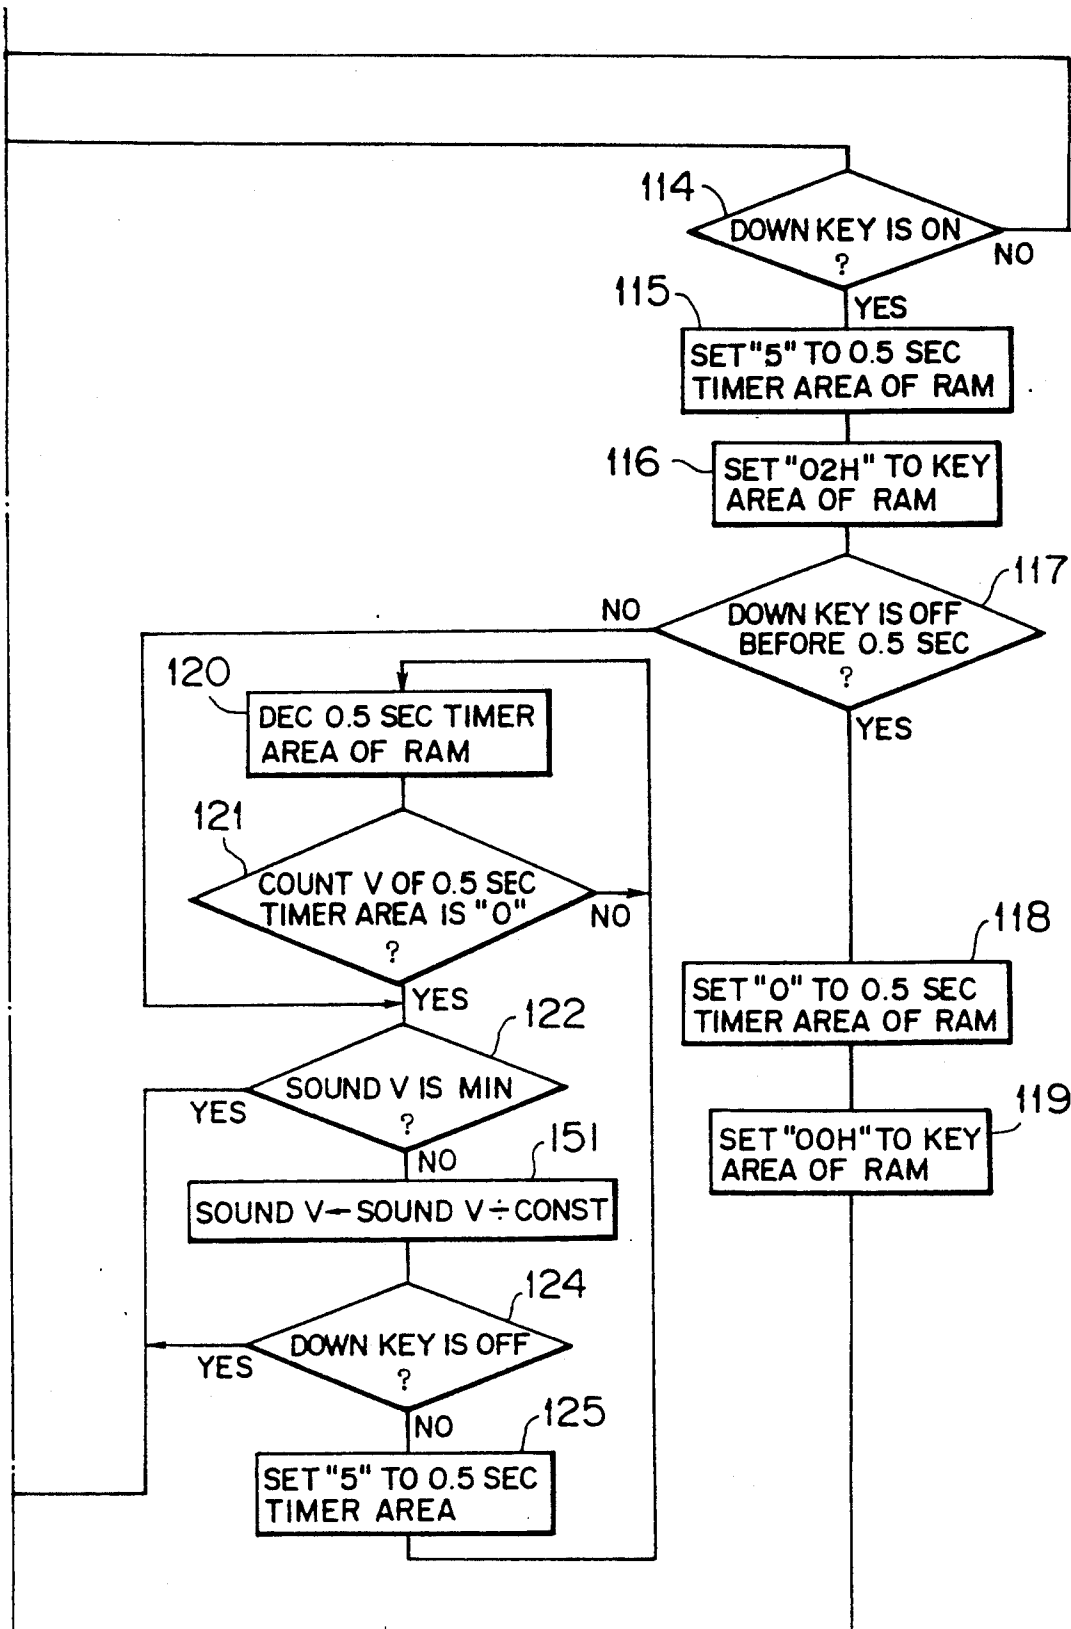 114
DOWN KEY IS ON
?
NO
YES
115
SET "5" TO 0.5 SEC
TIMER AREA OF RAM
116
SET "02H" TO KEY
AREA OF RAM
117
DOWN KEY IS OFF
BEFORE 0.5 SEC
?
NO
YES
120
DEC 0.5 SEC TIMER
AREA OF RAM
121
COUNT V OF 0.5 SEC
TIMER AREA IS "0"
?
NO
YES
118
SET "0" TO 0.5 SEC
TIMER AREA OF RAM
122
SOUND V IS MIN
?
YES
NO
119
SET "00H" TO KEY
AREA OF RAM
151
SOUND V←SOUND V÷CONST
124
DOWN KEY IS OFF
?
YES
NO
125
SET "5" TO 0.5 SEC
TIMER AREA